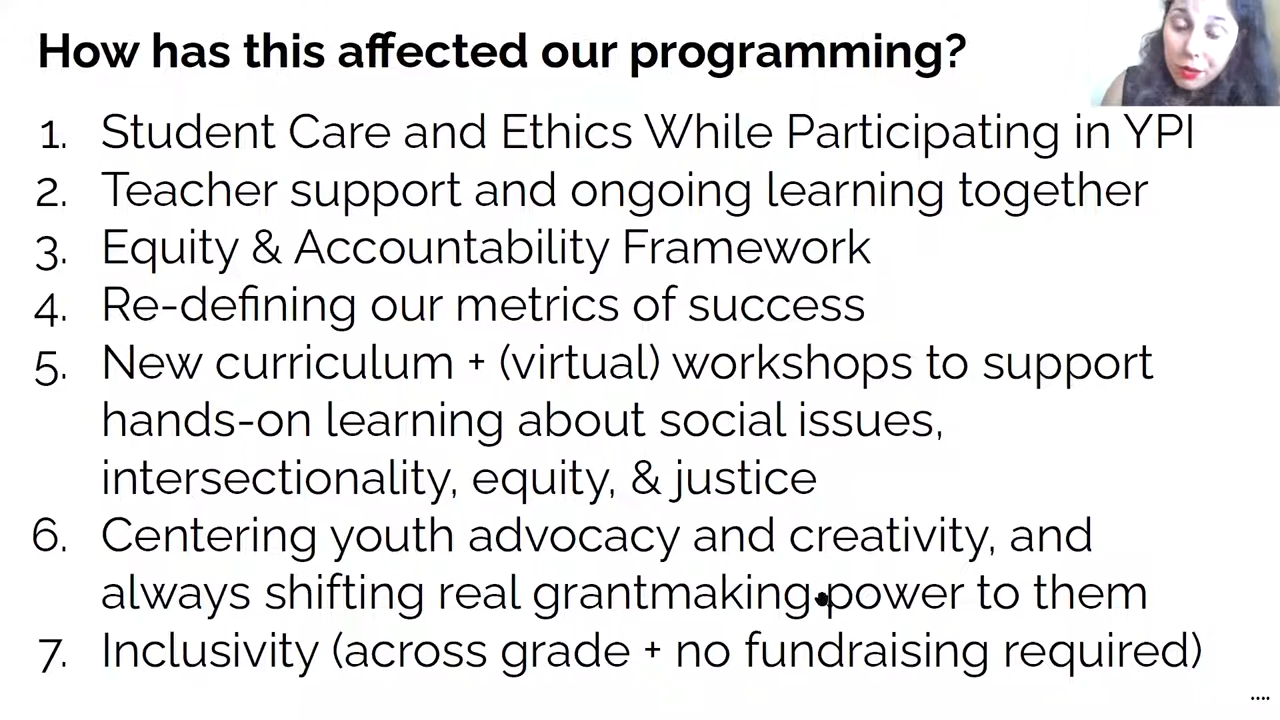 How has this affected our programming?
1. Student Care and Ethics While Participating in YPI
2. Teacher support and ongoing learning together
3. Equity & Accountability Framework
4. Re-defining our metrics of success
5. New curriculum + (virtual) workshops to support
hands-on learning about social issues,
intersectionality, equity, & justice
6. Centering youth advocacy and creativity, and
always shifting real grantmaking power to them
7. Inclusivity (across grade + no fundraising required)
....